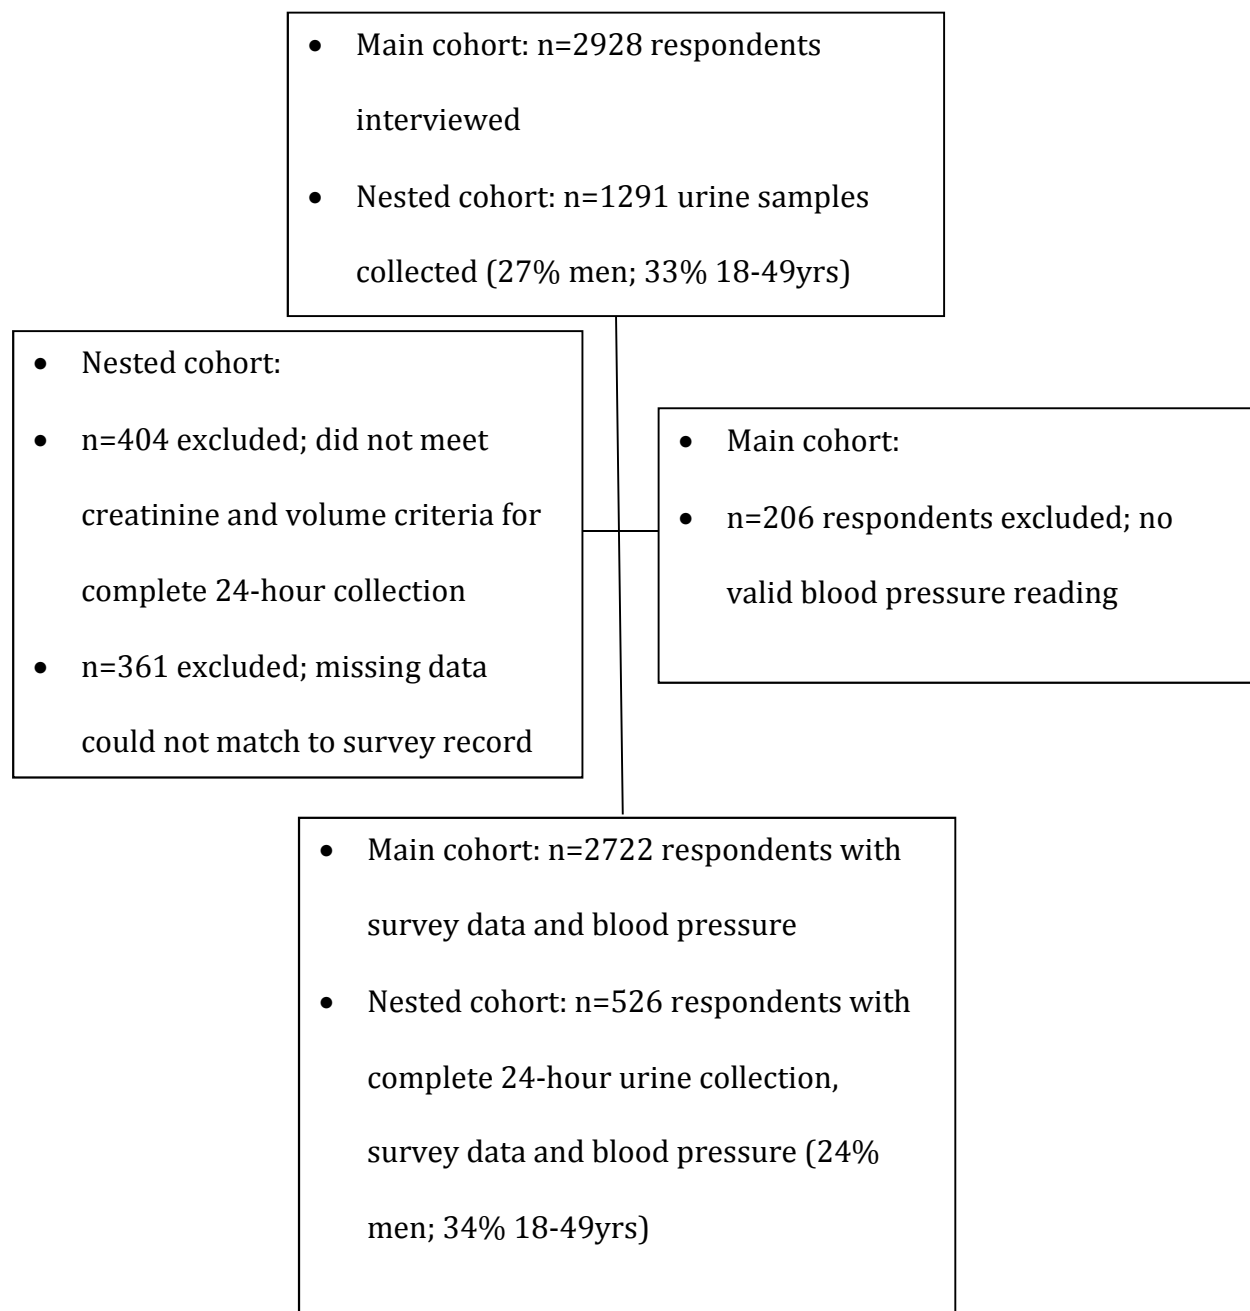 • Main cohort: n=2928 respondents
interviewed
• Nested cohort: n=1291 urine samples
collected (27% men; 33% 18-49yrs)
• Nested cohort:
• n=404 excluded; did not meet
creatinine and volume criteria for
complete 24-hour collection
• n=361 excluded; missing data
could not match to survey record
• Main cohort:
• n=206 respondents excluded; no
valid blood pressure reading
• Main cohort: n=2722 respondents with
survey data and blood pressure
• Nested cohort: n=526 respondents with
complete 24-hour urine collection,
survey data and blood pressure (24%
men; 34% 18-49yrs)